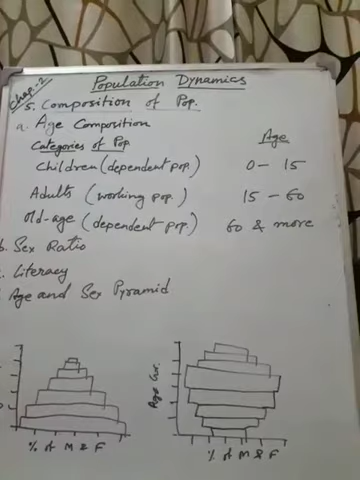 Chap-2
Population Dynamics
5. Composition of Pop.
a. Age Composition
Categories of Pop Age
Children (dependent pop.) 0 - 15
Adults (working pop.) 15 - 60
Old-age (dependent pop.) 60 & more
b. Sex Ratio
Literacy
Age and Sex Pyramid
Age Gr.
% of M & F
% of M & F